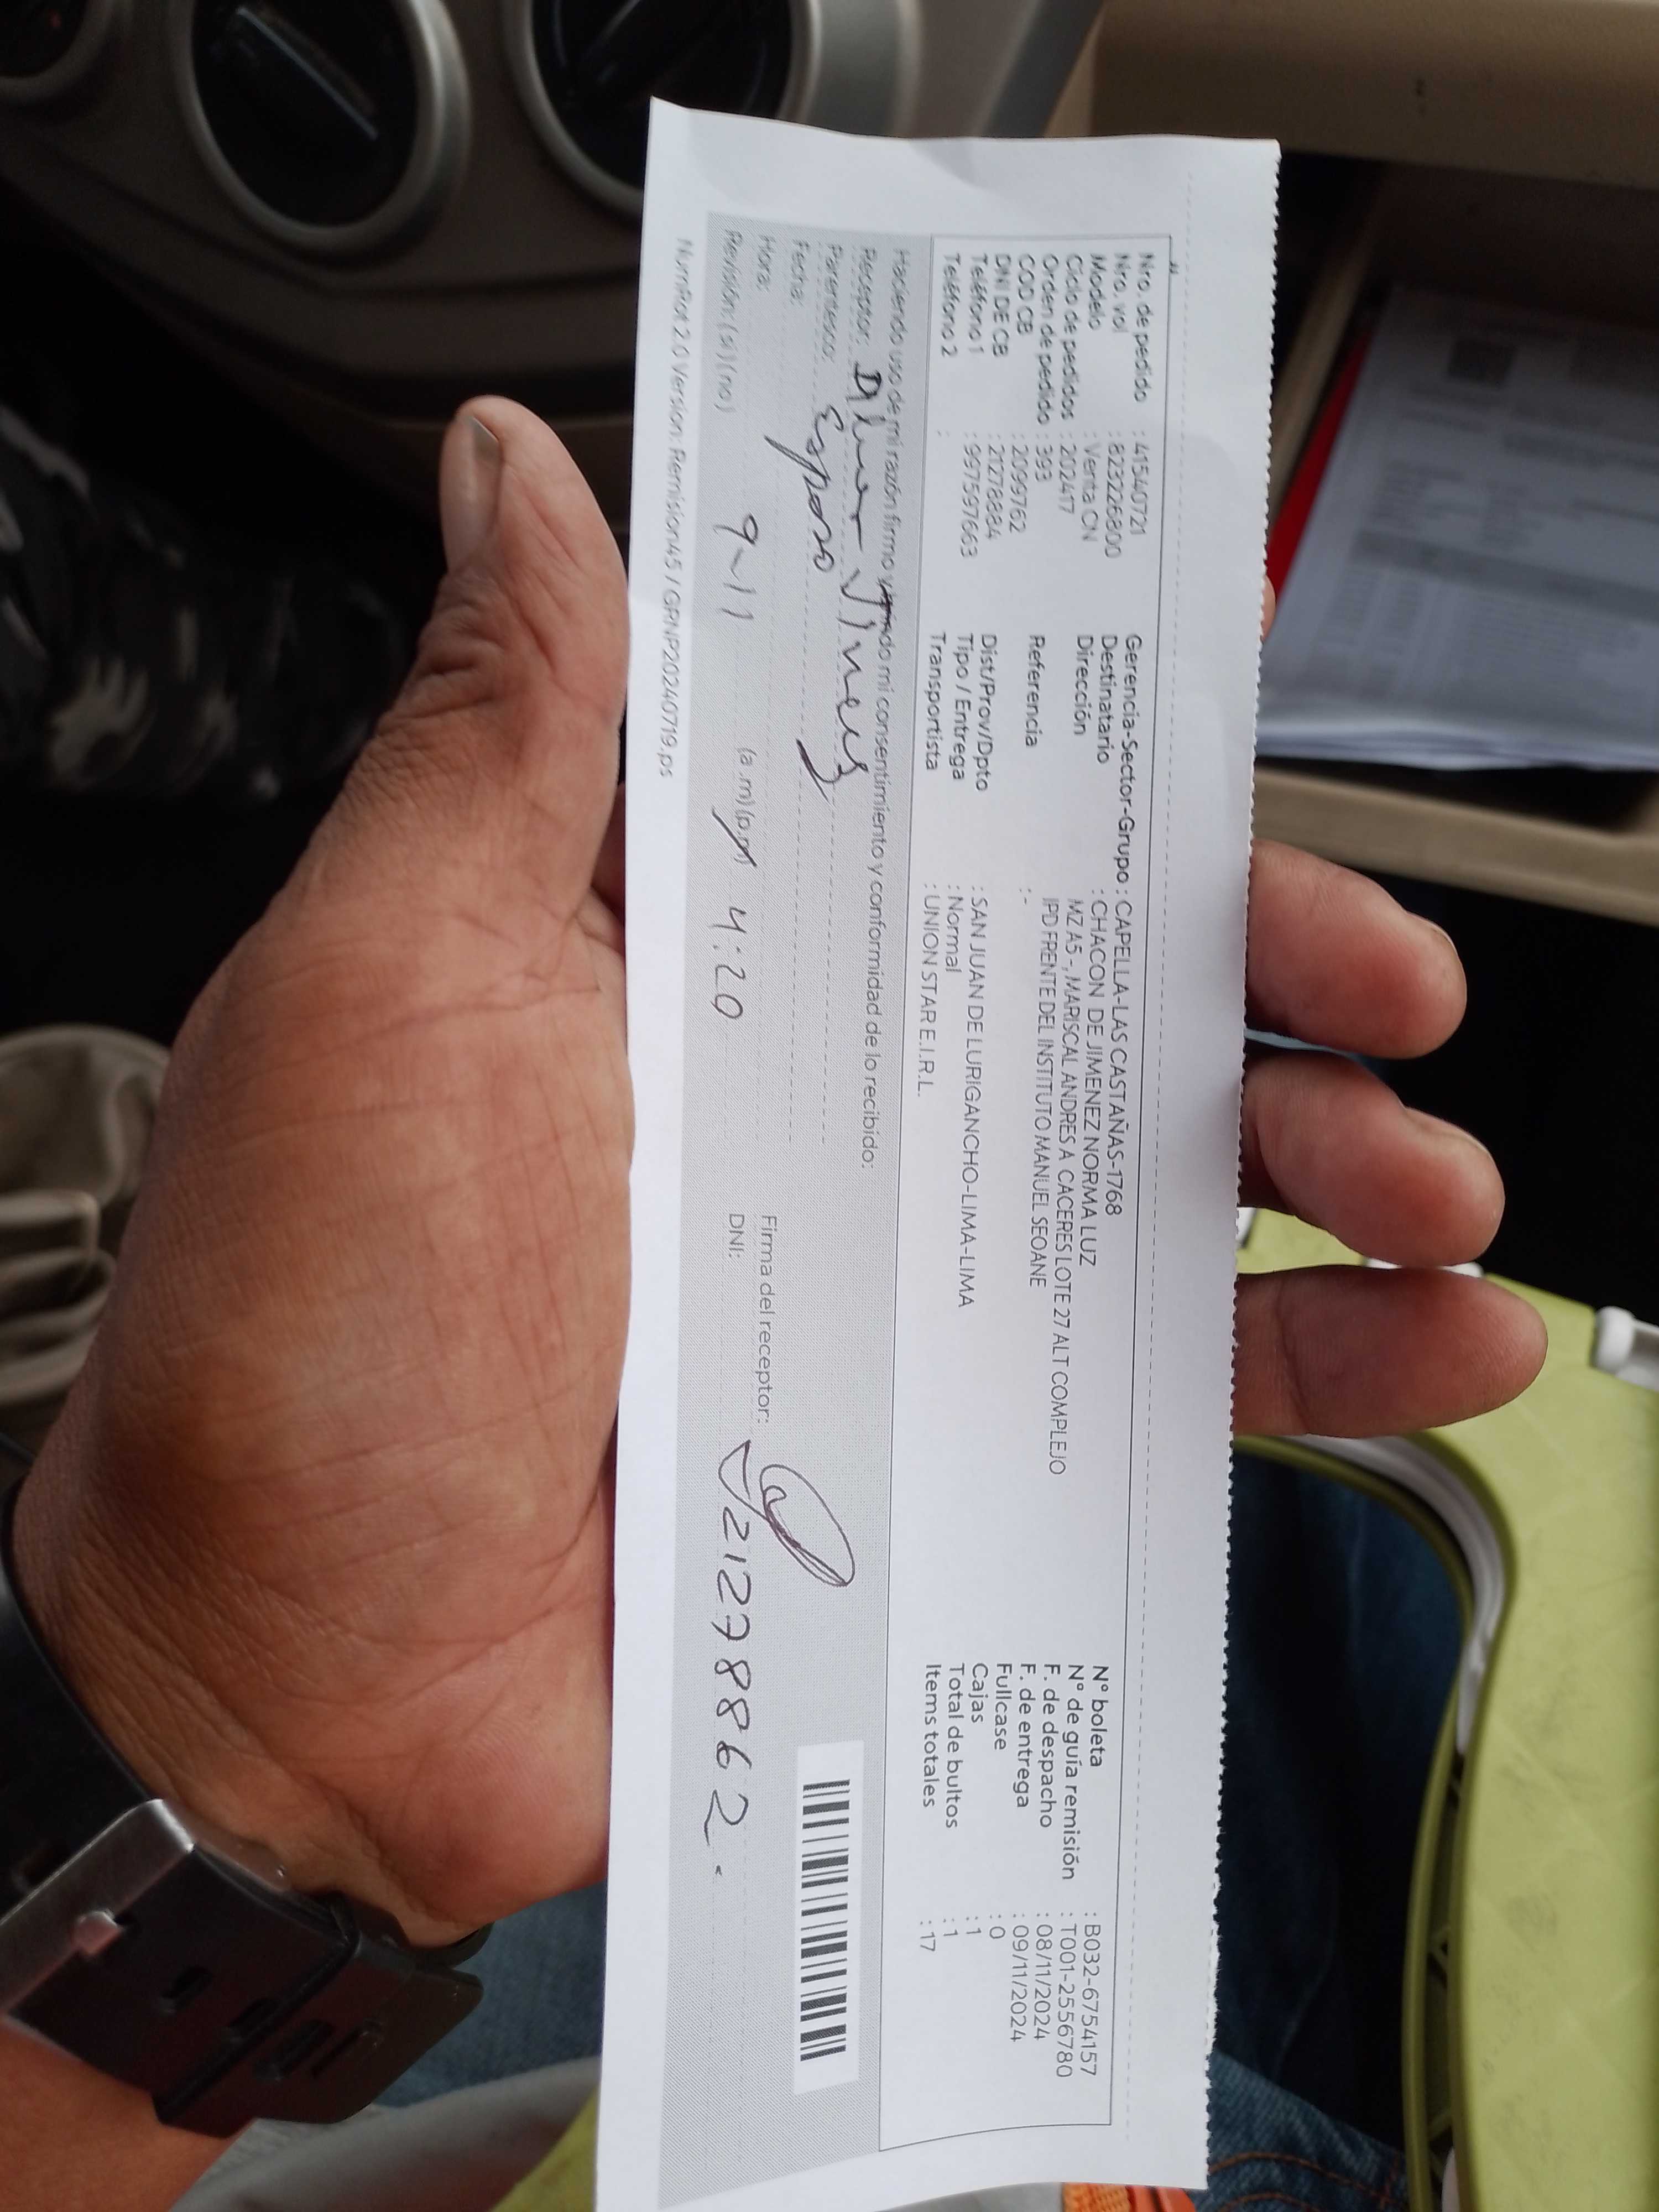 Nro. de pedido : 41540721
Nro. vol : 823226800
Modelo : Venta CN
Ciclo de pedidos : 202417
Orden de pedido : 393
COD CB : 2099762
DNI DE CB : 21278884
Teléfono 1 : 997597663
Teléfono 2 :
Gerencia-Sector-Grupo : CAPELLA-LAS CASTAÑAS-1768
Destinatario : CHACON DE JIMENEZ NORMA LUZ
Dirección MZ A5 -, MARISCAL ANDRES A CACERES LOTE 27 ALT COMPLEJO
IPD FRENTE DEL INSTITUTO MANUEL SEOANE
Referencia : -
Dist/Prov/Dpto : SAN JUAN DE LURIGANCHO-LIMA-LIMA
Tipo / Entrega : Normal
Transportista : UNION STAR E.I.R.L.
N° boleta : B032-6754157
N° de guía remisión : T001-2556780
F. de despacho : 08/11/2024
F. de entrega : 09/11/2024
Fullcase : 0
Cajas : 1
Total de bultos : 1
Items totales : 17
Haciendo uso de mi razón firmo y dado mi consentimiento y conformidad de lo recibido:
Receptor:
Parentesco: Esposo
Fecha: 9-11
Hora: (a.m)(p.m) 4:20
Revisión: (si) (no)
Firma del receptor:
DNI: 21278862
NumRot 2.0 Version: Remision45 / GRNP20240719.ps